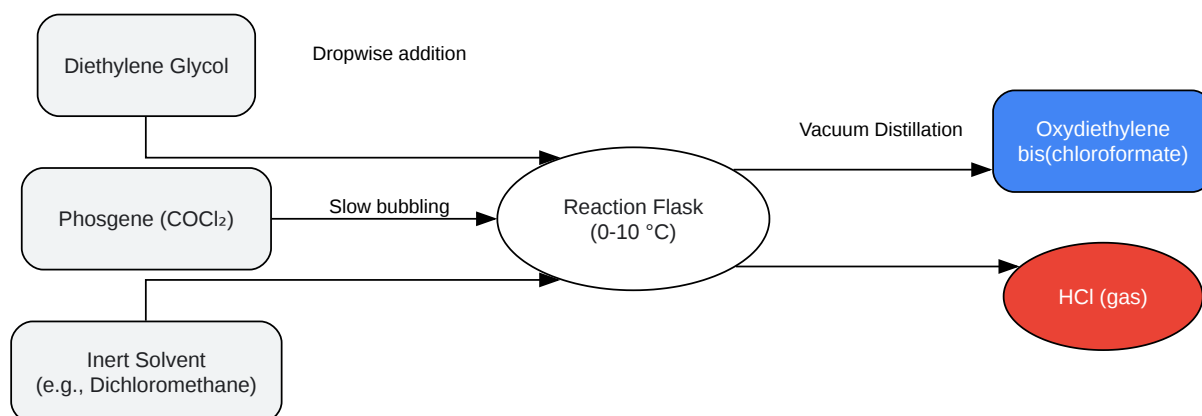 Diethylene Glycol
Dropwise addition
Vacuum Distillation
Oxydiethylene
bis(chloroformate)
Phosgene (COCl₂)
Slow bubbling
Reaction Flask
(0-10 °C)
HCl (gas)
Inert Solvent
(e.g., Dichloromethane)